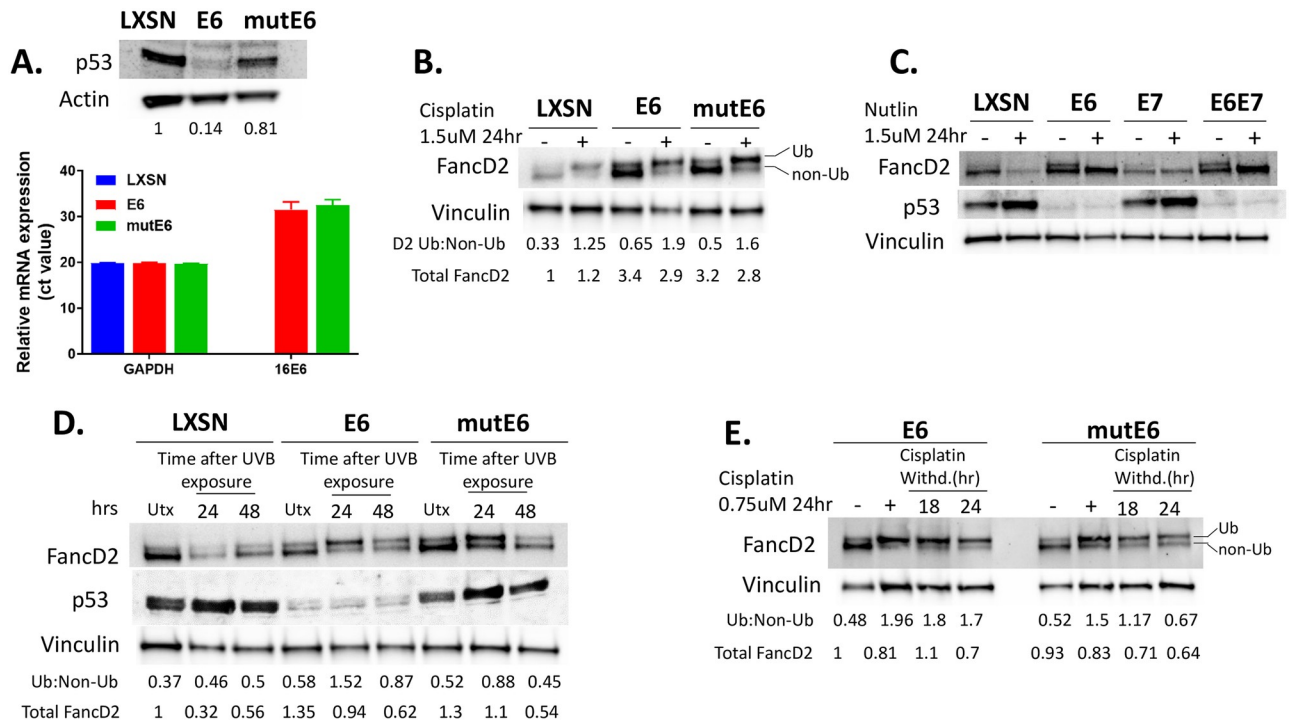 A.
LXSN E6 mutE6
p53
Actin
1 0.14 0.81
Relative mRNA expression
(ct value)
40
30
20
10
0
LXSN
E6
mutE6
GAPDH 16E6
B.
Cisplatin
1.5uM 24hr
LXSN E6 mutE6
- + - + - +
FancD2
Ub
non-Ub
Vinculin
D2 Ub:Non-Ub 0.33 1.25 0.65 1.9 0.5 1.6
Total FancD2 1 1.2 3.4 2.9 3.2 2.8
C.
Nutlin
1.5uM 24hr
LXSN E6 E7 E6E7
- + - + - + - +
FancD2
p53
Vinculin
D.
LXSN E6 mutE6
Time after UVB Time after UVB Time after UVB
exposure exposure exposure
hrs Utx 24 48 Utx 24 48 Utx 24 48
FancD2
p53
Vinculin
Ub:Non-Ub 0.37 0.46 0.5 0.58 1.52 0.87 0.52 0.88 0.45
Total FancD2 1 0.32 0.56 1.35 0.94 0.62 1.3 1.1 0.54
E.
E6 mutE6
Cisplatin Cisplatin
Withd.(hr) Withd.(hr)
Cisplatin
0.75uM 24hr - + 18 24 - + 18 24
FancD2
Ub
non-Ub
Vinculin
Ub:Non-Ub 0.48 1.96 1.8 1.7 0.52 1.5 1.17 0.67
Total FancD2 1 0.81 1.1 0.7 0.93 0.83 0.71 0.64